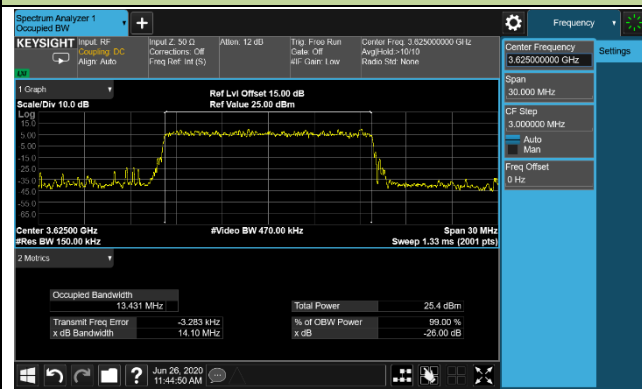 Spectrum Analyzer 1
Occupied BW
Frequency
KEYSIGHT
Input: RF
Coupling: DC
Align: Auto
Input Z: 50 Ω
Corrections: Off
Freq Ref: Int (S)
Atten: 12 dB
Trig: Free Run
Gate: Off
#IF Gain: Low
Center Freq: 3.625000000 GHz
Avg|Hold:>10/10
Radio Std: None
LXI
Center Frequency
3.625000000 GHz
Settings
Span
30.000 MHz
CF Step
3.000000 MHz
Auto
Man
Freq Offset
0 Hz
1 Graph
Scale/Div 10.0 dB
Ref Lvl Offset 15.00 dB
Ref Value 25.00 dBm
Log
15.0
5.00
-5.00
-15.0
-25.0
-35.0
-45.0
-55.0
-65.0
Center 3.62500 GHz
#Video BW 470.00 kHz
Span 30 MHz
#Res BW 150.00 kHz
Sweep 1.33 ms (2001 pts)
2 Metrics
Occupied Bandwidth
13.431 MHz
Total Power
25.4 dBm
Transmit Freq Error
-3.283 kHz
% of OBW Power
99.00 %
x dB Bandwidth
14.10 MHz
x dB
-26.00 dB
?
Jun 26, 2020
11:44:50 AM